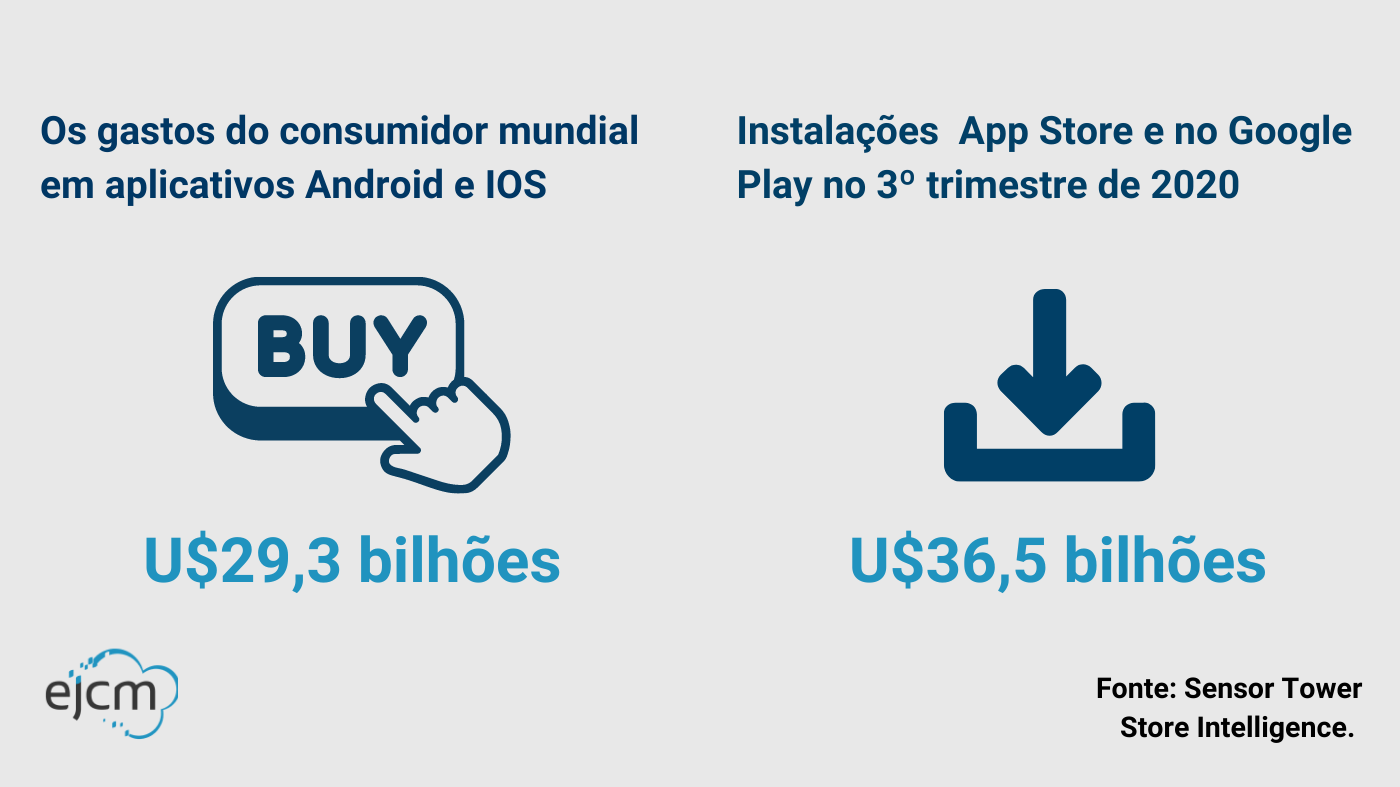 Os gastos do consumidor mundial
em aplicativos Android e IOS
Instalações  App Store e no Google
Play no 3º trimestre de 2020
BUY
U$29,3 bilhões
U$36,5 bilhões
ejcm
Fonte: Sensor Tower
Store Intelligence.